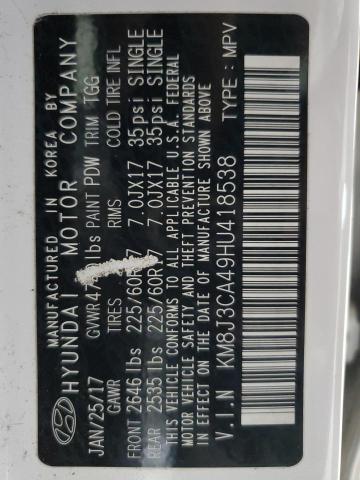 MANUFACTURED IN KOREA BY
HYUNDAI MOTOR COMPANY
JAN/25/17 GVWR lbs PAINT PDW TRIM TGG
GAWR TIRES RIMS COLD TIRE INFL
FRONT 2646 lbs 225/60R17 7.0JX17 35psi SINGLE
REAR 2535 lbs 225/60R17 7.0JX17 35psi SINGLE
THIS VEHICLE CONFORMS TO ALL APPLICABLE U.S.A. FEDERAL
MOTOR VEHICLE SAFETY AND THEFT PREVENTION STANDARDS
IN EFFECT ON THE DATE OF MANUFACTURE SHOWN ABOVE
V.I.N KM8J3CA49HU418538 TYPE : MPV